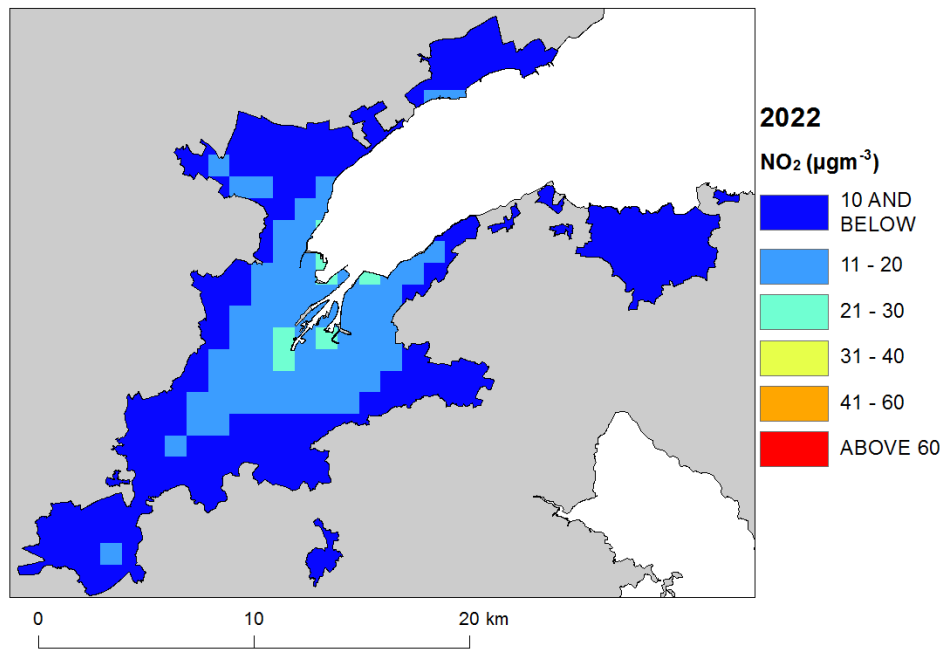 2022
NO₂ (µgm⁻³)
10 AND
BELOW
11 - 20
21 - 30
31 - 40
41 - 60
ABOVE 60
0 10 20 km